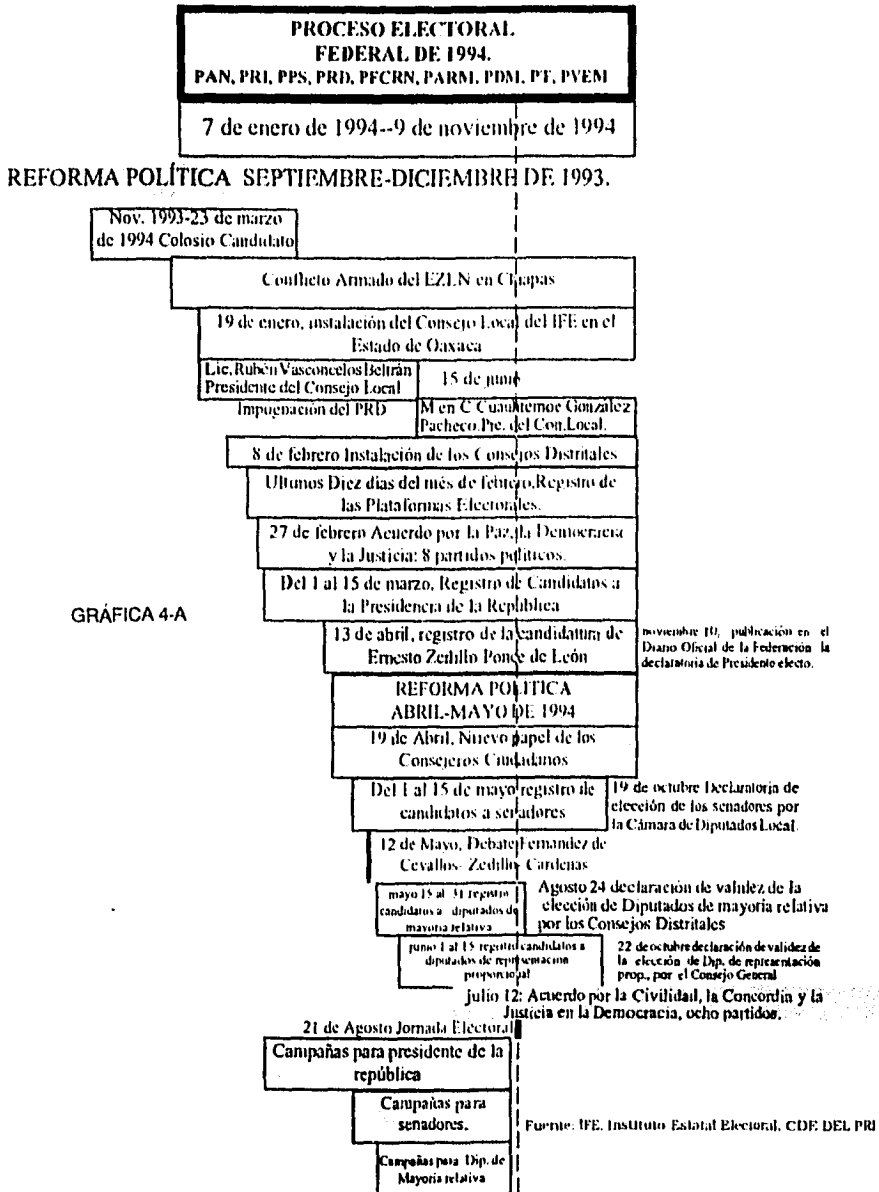 PROCESO ELECTORAL
FEDERAL DE 1994.
PAN, PRI, PPS, PRD, PFCRN, PARM, PDM, PT, PVEM
7 de enero de 1994--9 de noviembre de 1994
REFORMA POLÍTICA SEPTIEMBRE-DICIEMBRE DE 1993.
Nov. 1993-23 de marzo
de 1994 Colosio Candidato
Conflicto Armado del EZLN en Chiapas
19 de enero, instalación del Consejo Local del IFE en el
Estado de Oaxaca
Lic. Rubén Vasconcelos Beltrán
Presidente del Consejo Local
15 de junio
Impugnación del PRD
M en C Cuauhtemoc González
Pacheco. Pre. del Con. Local.
8 de febrero Instalación de los Consejos Distritales
Ultimos Diez dias del més de febrero, Registro de
las Plataformas Electorales.
27 de febrero Acuerdo por la Paz, la Democracia
y la Justicia: 8 partidos politicos.
Del 1 al 15 de marzo, Registro de Candidatos a
la Presidencia de la República
GRÁFICA 4-A
13 de abril, registro de la candidatura de
Ernesto Zedillo Ponce de León
noviembre 10, publicación en el
Diario Oficial de la Federación la
declaratoria de Presidente electo.
REFORMA POLITICA
ABRIL-MAYO DE 1994
19 de Abril, Nuevo papel de los
Consejeros Ciudadanos
Del 1 al 15 de mayo registro de
candidatos a senadores
19 de octubre Declaratoria de
elección de los senadores por
la Cámara de Diputados Local.
12 de Mayo, Debate Fernandez de
Cevallos- Zedillo- Cardenas
mayo 15 al 31 registro
candidatos a diputados de
mayoria relativa
Agosto 24 declaración de validez de la
elección de Diputados de mayoria relativa
por los Consejos Distritales
junio 1 al 15 registro candidatos a
diputados de representación
proporcional
22 de octubre declaración de validez de
la elección de Dip. de representación
prop., por el Consejo General
julio 12: Acuerdo por la Civilidad, la Concordia y la
Justicia en la Democracia, ocho partidos.
21 de Agosto Jornada Electoral
Campañas para presidente de la
república
Campañas para
senadores.
Fuente: IFE. Instituto Estatal Electoral. CDE DEL PRI
Campañas para Dip. de
Mayoria relativa